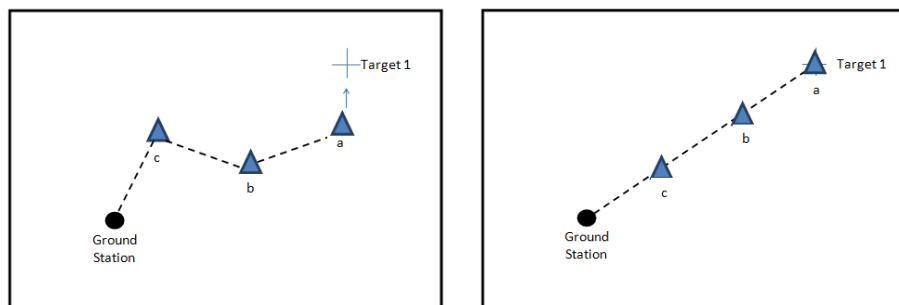 Target 1
a
c
b
Ground
Station
Target 1
a
b
c
Ground
Station